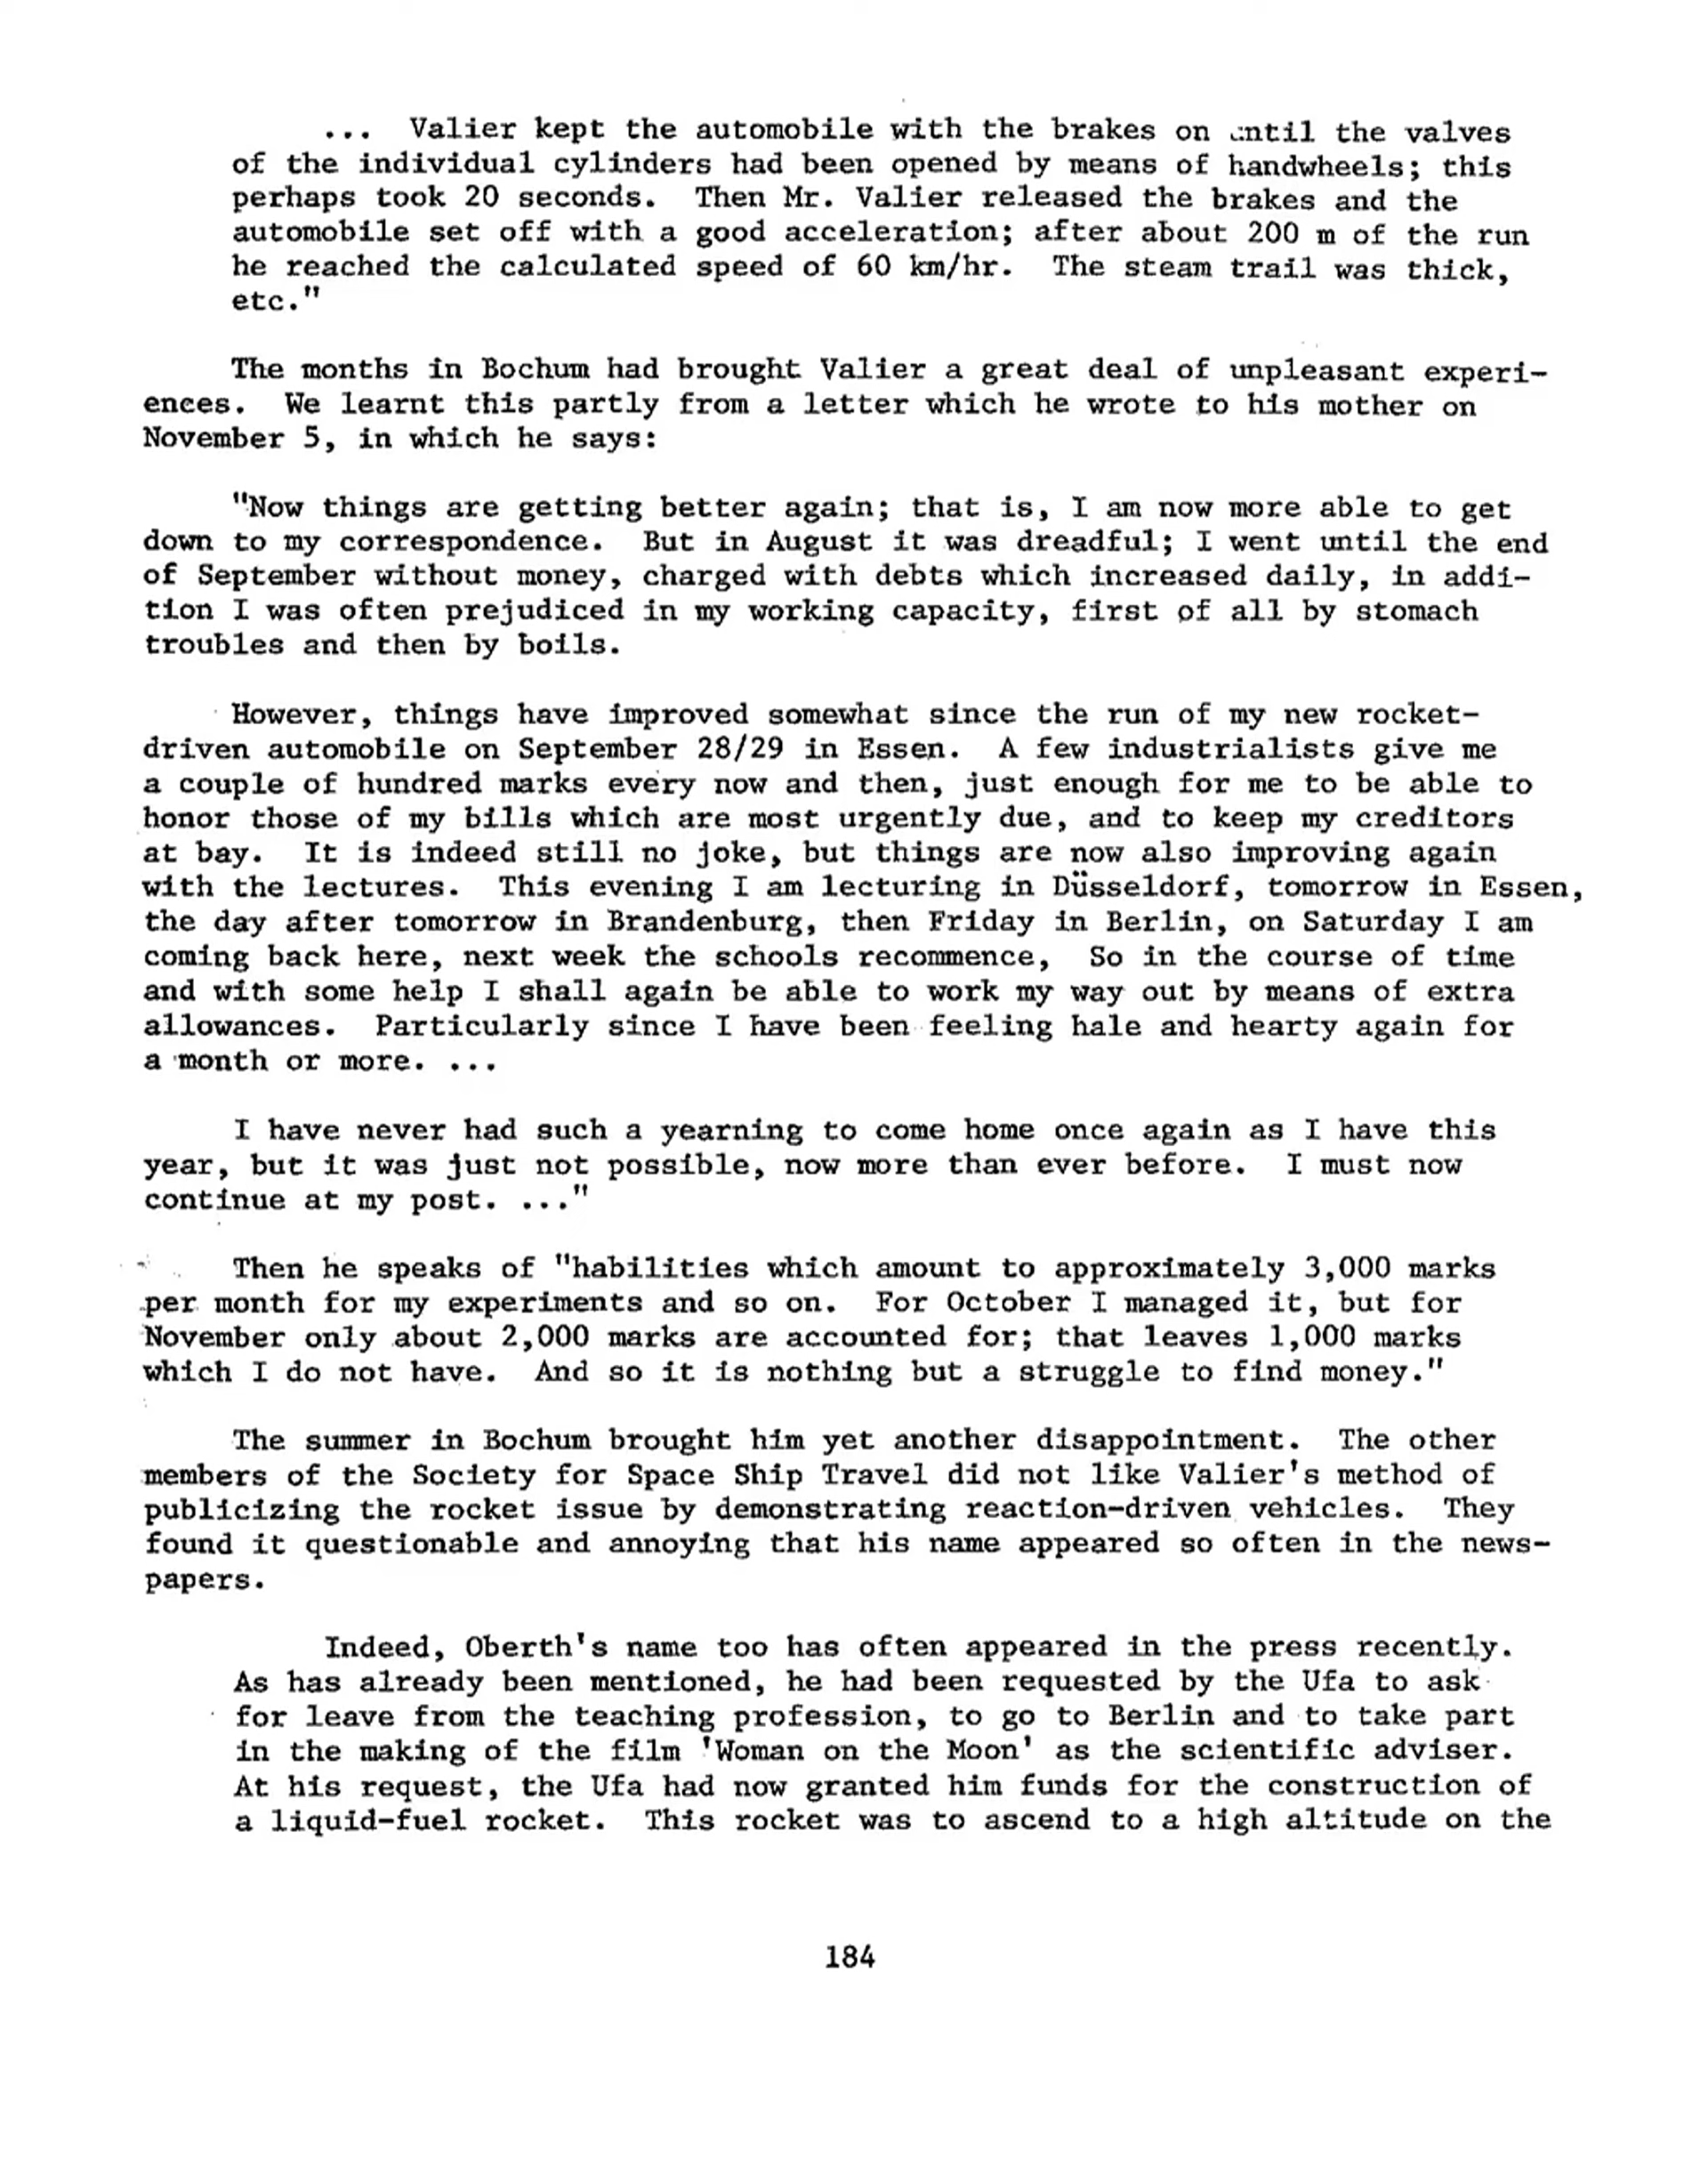 ... Valier kept the automobile with the brakes on until the valves
of the individual cylinders had been opened by means of handwheels; this
perhaps took 20 seconds. Then Mr. Valier released the brakes and the
automobile set off with a good acceleration; after about 200 m of the run
he reached the calculated speed of 60 km/hr. The steam trail was thick,
etc."
The months in Bochum had brought Valier a great deal of unpleasant experi-
ences. We learnt this partly from a letter which he wrote to his mother on
November 5, in which he says:
"Now things are getting better again; that is, I am now more able to get
down to my correspondence. But in August it was dreadful; I went until the end
of September without money, charged with debts which increased daily, in addi-
tion I was often prejudiced in my working capacity, first of all by stomach
troubles and then by boils.
However, things have improved somewhat since the run of my new rocket-
driven automobile on September 28/29 in Essen. A few industrialists give me
a couple of hundred marks every now and then, just enough for me to be able to
honor those of my bills which are most urgently due, and to keep my creditors
at bay. It is indeed still no joke, but things are now also improving again
with the lectures. This evening I am lecturing in Düsseldorf, tomorrow in Essen,
the day after tomorrow in Brandenburg, then Friday in Berlin, on Saturday I am
coming back here, next week the schools recommence, So in the course of time
and with some help I shall again be able to work my way out by means of extra
allowances. Particularly since I have been feeling hale and hearty again for
a month or more. ...
I have never had such a yearning to come home once again as I have this
year, but it was just not possible, now more than ever before. I must now
continue at my post. ..."
Then he speaks of "habilities which amount to approximately 3,000 marks
per month for my experiments and so on. For October I managed it, but for
November only about 2,000 marks are accounted for; that leaves 1,000 marks
which I do not have. And so it is nothing but a struggle to find money."
The summer in Bochum brought him yet another disappointment. The other
members of the Society for Space Ship Travel did not like Valier's method of
publicizing the rocket issue by demonstrating reaction-driven vehicles. They
found it questionable and annoying that his name appeared so often in the news-
papers.
Indeed, Oberth's name too has often appeared in the press recently.
As has already been mentioned, he had been requested by the Ufa to ask
for leave from the teaching profession, to go to Berlin and to take part
in the making of the film 'Woman on the Moon' as the scientific adviser.
At his request, the Ufa had now granted him funds for the construction of
a liquid-fuel rocket. This rocket was to ascend to a high altitude on the
184